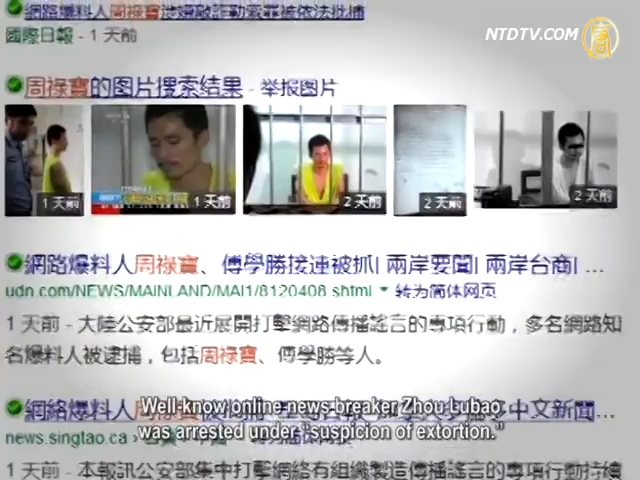 網路爆料人周祿寶涉嫌敲詐勒索罪被依法批捕
國際日報 - 1 天前
NTDTV.COM
周祿寶的图片搜索结果 - 举报图片
1 天前
1 天前
2 天前
2 天前
2 天前
網路爆料人周祿寶、傅學勝接連被抓| 兩岸要聞| 兩岸台商| ...
udn.com/NEWS/MAINLAND/MAI1/8120408.shtml - 转为简体网页
1 天前 - 大陸公安部最近展開打擊網路傳播謠言的專項行動，多名網路知
名爆料人被逮捕，包括周祿寶、傅學勝等人。
網絡爆料人周祿寶 中文新聞...
Well-know online news breaker Zhou Lubao
was arrested under "suspicion of extortion."
news.singtao.ca
1 天前 - 本報訊公安部集中打擊網絡有組織製造傳播謠言的專項行動持續